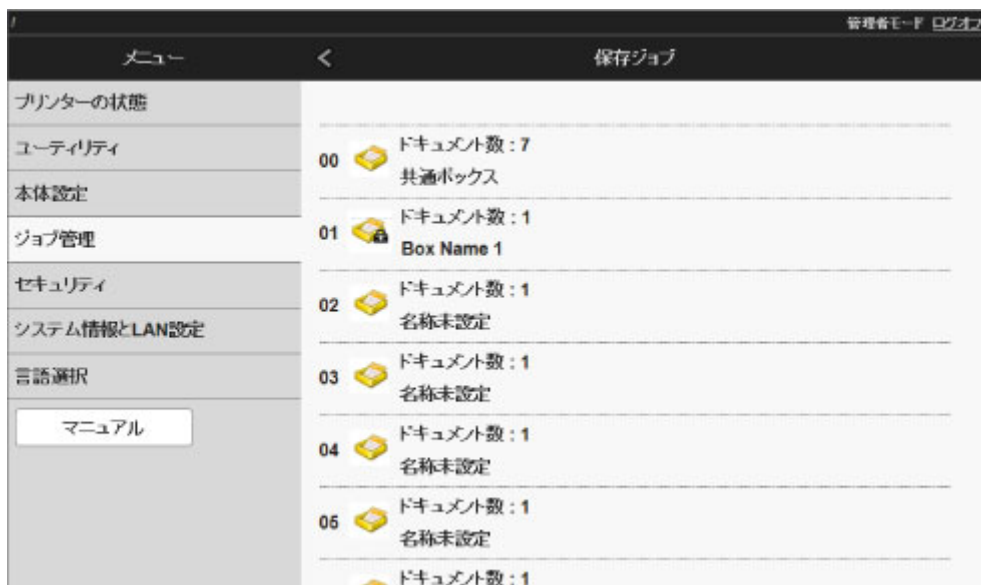 /
管理者モード ログオフ
メニュー
< 保存ジョブ
プリンターの状態
ユーティリティ
本体設定
ジョブ管理
セキュリティ
システム情報とLAN設定
言語選択
マニュアル
00 ドキュメント数 : 7
共通ボックス
01 ドキュメント数 : 1
Box Name 1
02 ドキュメント数 : 1
名称未設定
03 ドキュメント数 : 1
名称未設定
04 ドキュメント数 : 1
名称未設定
05 ドキュメント数 : 1
名称未設定
ドキュメント数 : 1